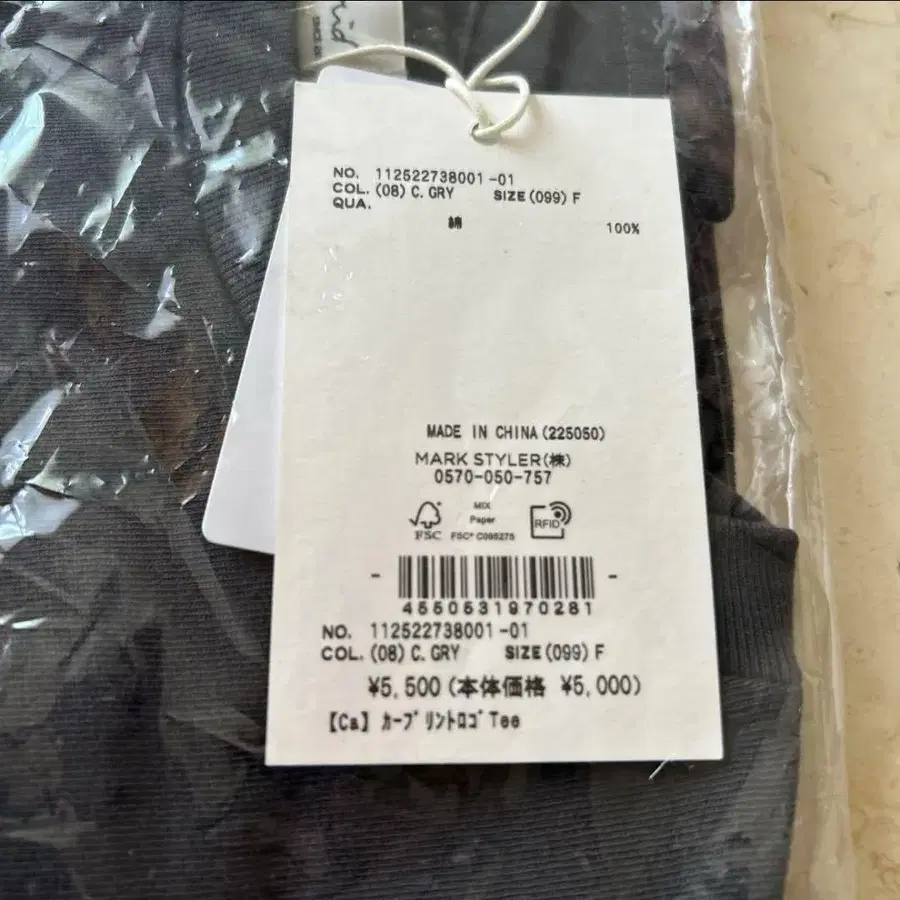 NO. 112522738001-01
COL. (08) C. GRY SIZE (099) F
QUA.
綿 100%
MADE IN CHINA (225050)
MARK STYLER(株)
0570-050-757
FSC
MIX
Paper
FSC® C095275
RFID
4550531970281
NO. 112522738001-01
COL. (08) C. GRY SIZE (099) F
¥5,500 (本体価格 ¥5,000)
【Ca】ｶｰﾌﾞﾘﾝﾄﾛｺﾞTee